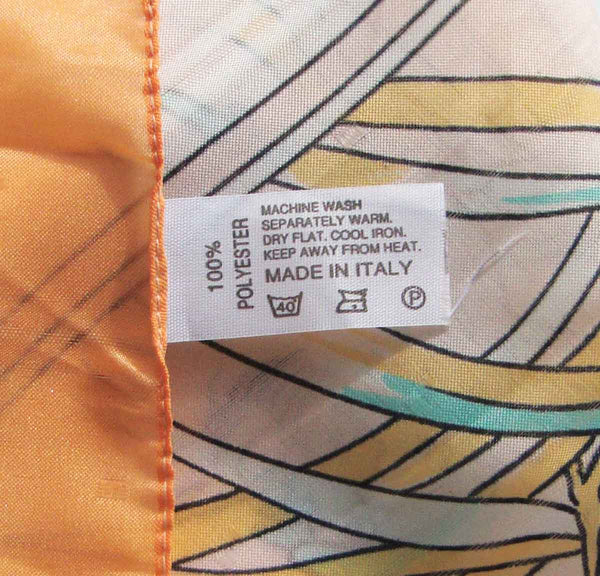 100%
POLYESTER
MACHINE WASH
SEPARATELY WARM.
DRY FLAT. COOL IRON.
KEEP AWAY FROM HEAT.
MADE IN ITALY
40
P